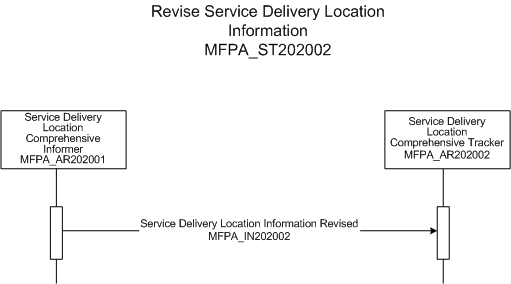 Revise Service Delivery Location
Information
MFPA_ST202002
Service Delivery
Location
Comprehensive
Informer
MFPA_AR202001
Service Delivery
Location
Comprehensive Tracker
MFPA_AR202002
Service Delivery Location Information Revised
MFPA_IN202002